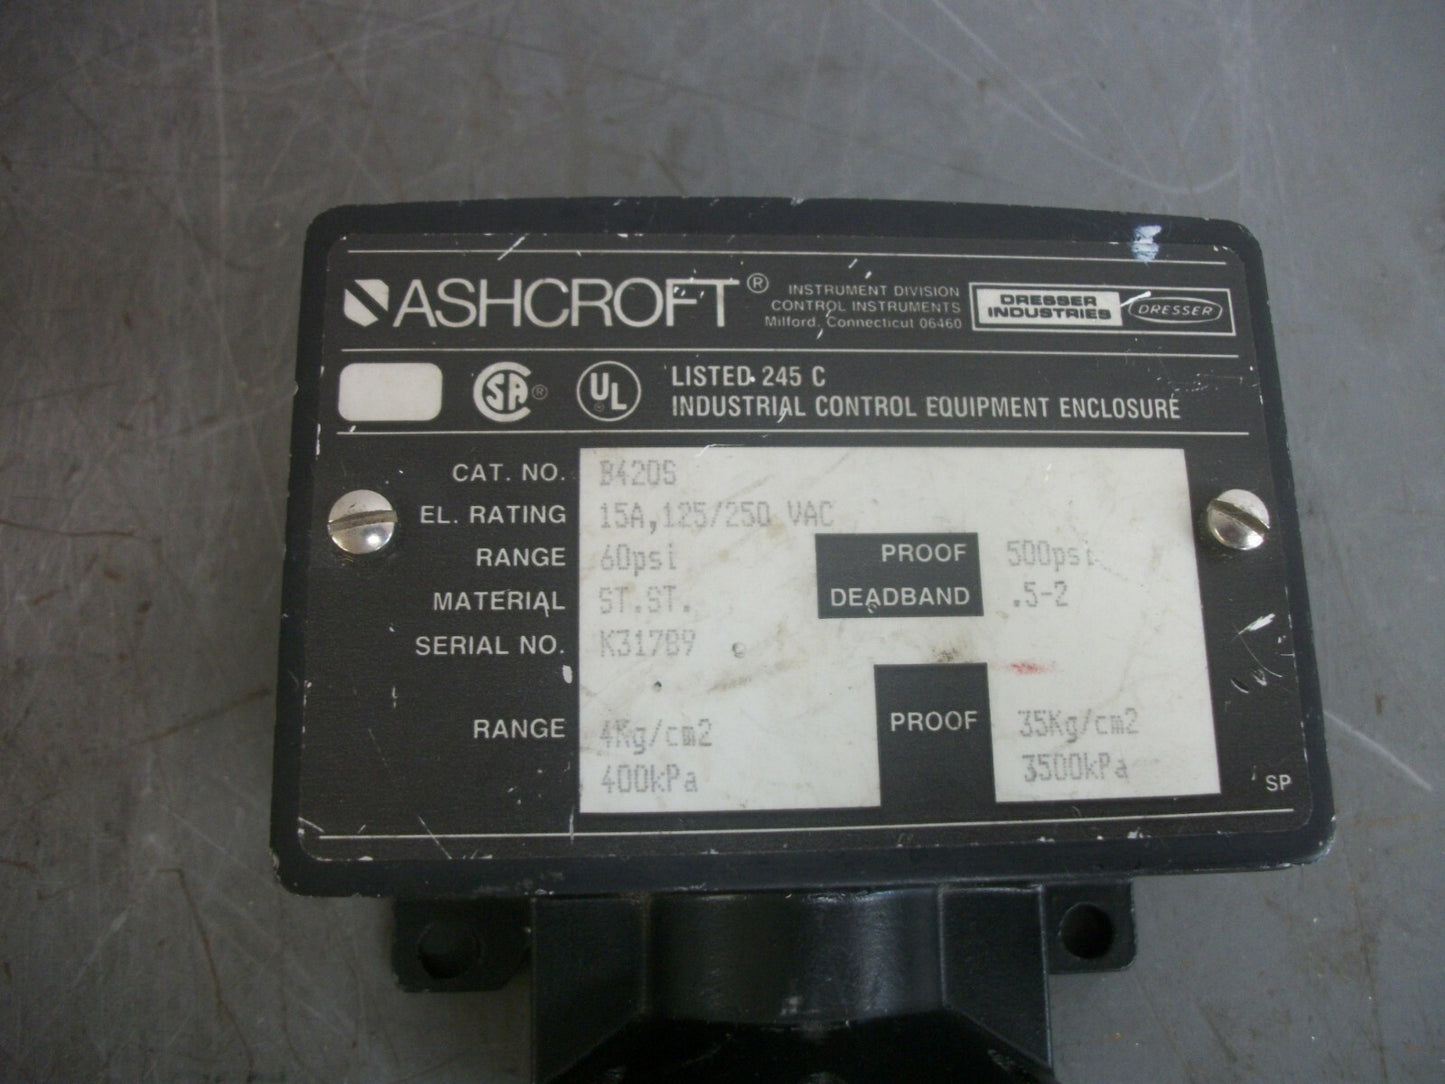 ASHCROFT®
INSTRUMENT DIVISION
CONTROL INSTRUMENTS
Milford, Connecticut 06460
DRESSER
INDUSTRIES
DRESSER
CSA®
UL
LISTED 245 C
INDUSTRIAL CONTROL EQUIPMENT ENCLOSURE
CAT. NO. B420S
EL. RATING 15A,125/250 VAC
RANGE 60psi PROOF 500psi
MATERIAL ST.ST. DEADBAND .5-2
SERIAL NO. K31789
RANGE 4Kg/cm2 PROOF 35Kg/cm2
400kPa 3500kPa
SP